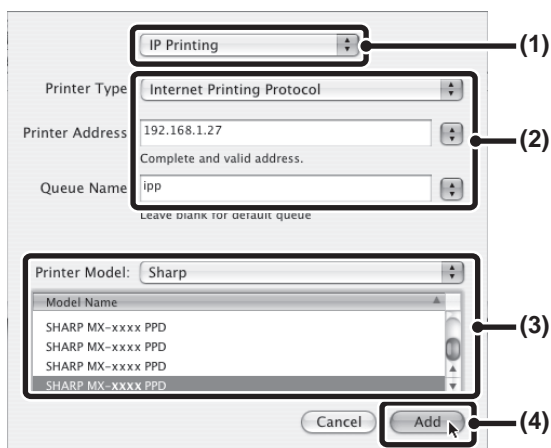 IP Printing
(1)
Printer Type Internet Printing Protocol
Printer Address 192.168.1.27
(2)
Complete and valid address.
Queue Name ipp
Leave blank for default queue
Printer Model: Sharp
Model Name
SHARP MX-xxxx PPD
SHARP MX-xxxx PPD
(3)
SHARP MX-xxxx PPD
SHARP MX-xxxx PPD
Cancel Add
(4)